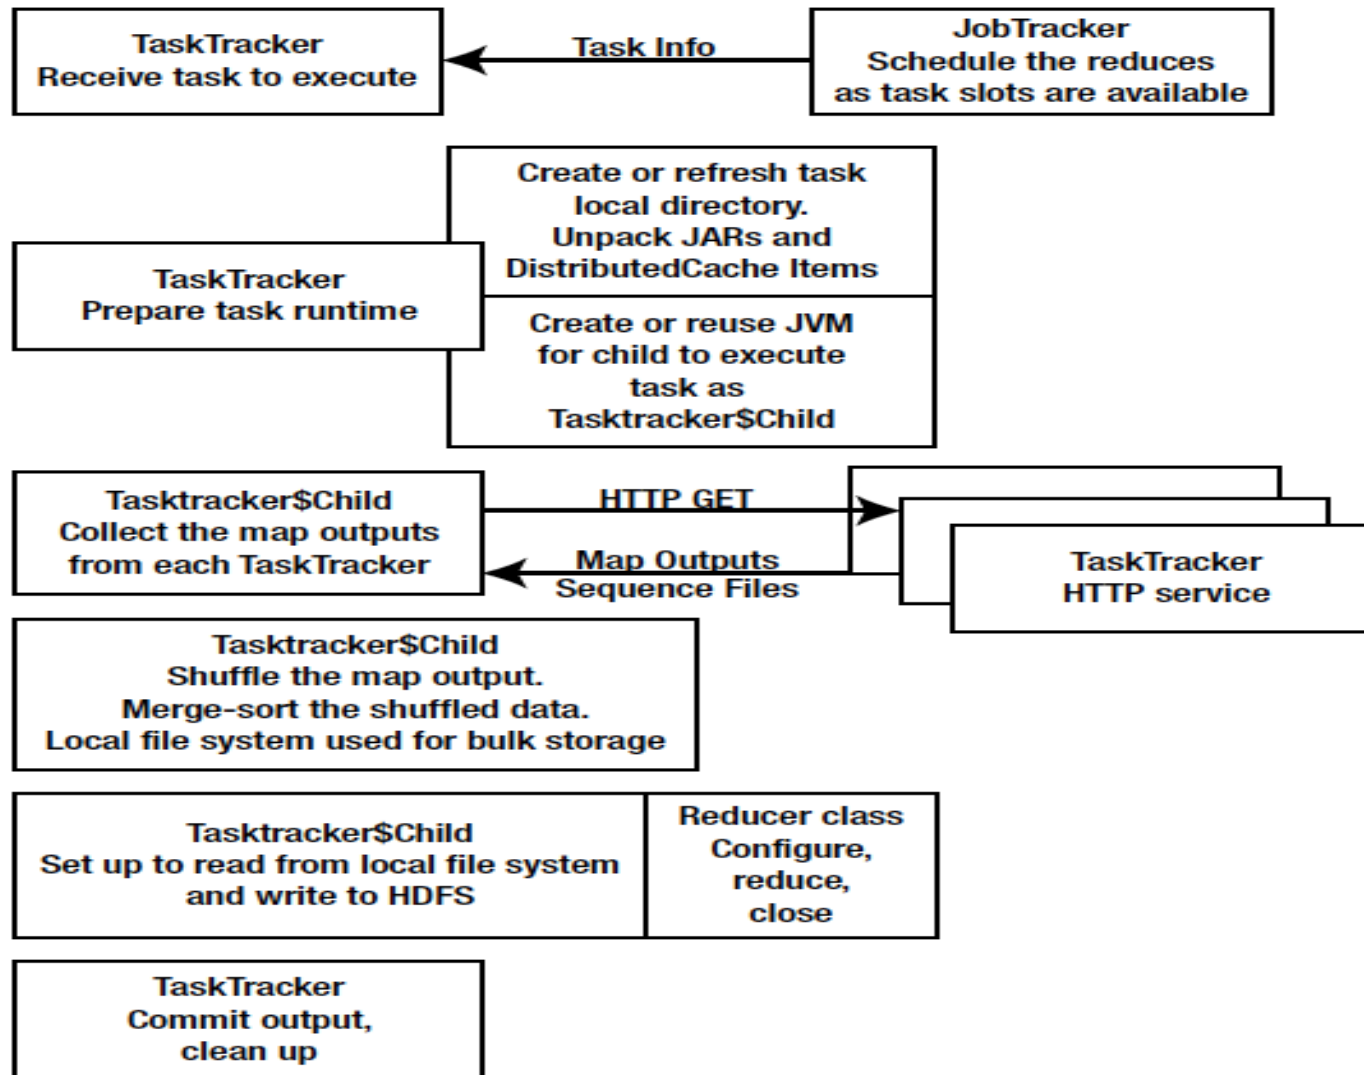 TaskTracker
Receive task to execute
Task Info
JobTracker
Schedule the reduces
as task slots are available
Create or refresh task
local directory.
Unpack JARs and
DistributedCache Items
TaskTracker
Prepare task runtime
Create or reuse JVM
for child to execute
task as
Tasktracker$Child
Tasktracker$Child
Collect the map outputs
from each TaskTracker
HTTP GET
Map Outputs
Sequence Files
TaskTracker
HTTP service
Tasktracker$Child
Shuffle the map output.
Merge-sort the shuffled data.
Local file system used for bulk storage
Tasktracker$Child
Set up to read from local file system
and write to HDFS
Reducer class
Configure,
reduce,
close
TaskTracker
Commit output,
clean up